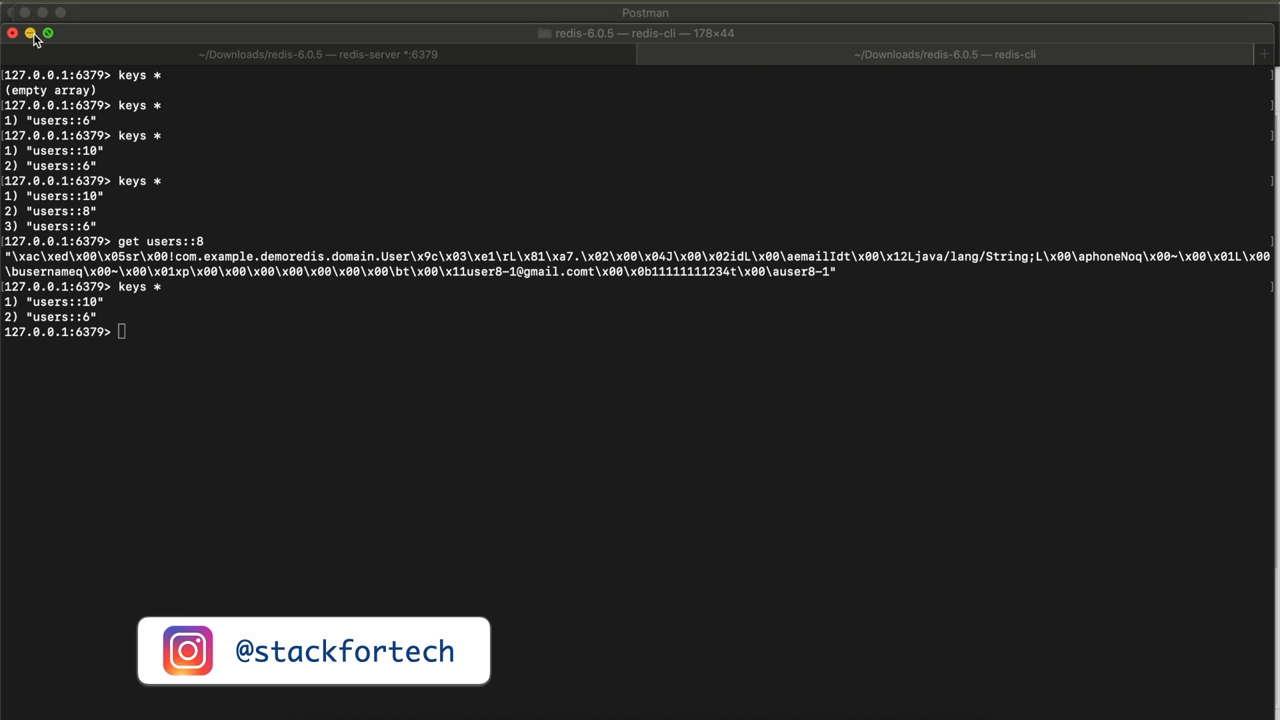 Postman
redis-6.0.5 — redis-cli — 178×44
~/Downloads/redis-6.0.5 — redis-server *:6379
~/Downloads/redis-6.0.5 — redis-cli
+
[127.0.0.1:6379> keys * ]
(empty array)
[127.0.0.1:6379> keys * ]
1) "users::6"
[127.0.0.1:6379> keys * ]
1) "users::10"
2) "users::6"
[127.0.0.1:6379> keys * ]
1) "users::10"
2) "users::8"
3) "users::6"
[127.0.0.1:6379> get users::8 ]
"\xac\xed\x00\x05sr\x00!com.example.demoredis.domain.User\x9c\x03\xe1\rL\x81\xa7.\x02\x00\x04J\x00\x02idL\x00\aemailIdt\x00\x12Ljava/lang/String;L\x00\aphoneNoq\x00~\x00\x01L\x00
\busernameq\x00~\x00\x01xp\x00\x00\x00\x00\x00\x00\x00\bt\x00\x11user8-1@gmail.comt\x00\x0b11111111234t\x00\auser8-1"
[127.0.0.1:6379> keys * ]
1) "users::10"
2) "users::6"
127.0.0.1:6379>
@stackfortech